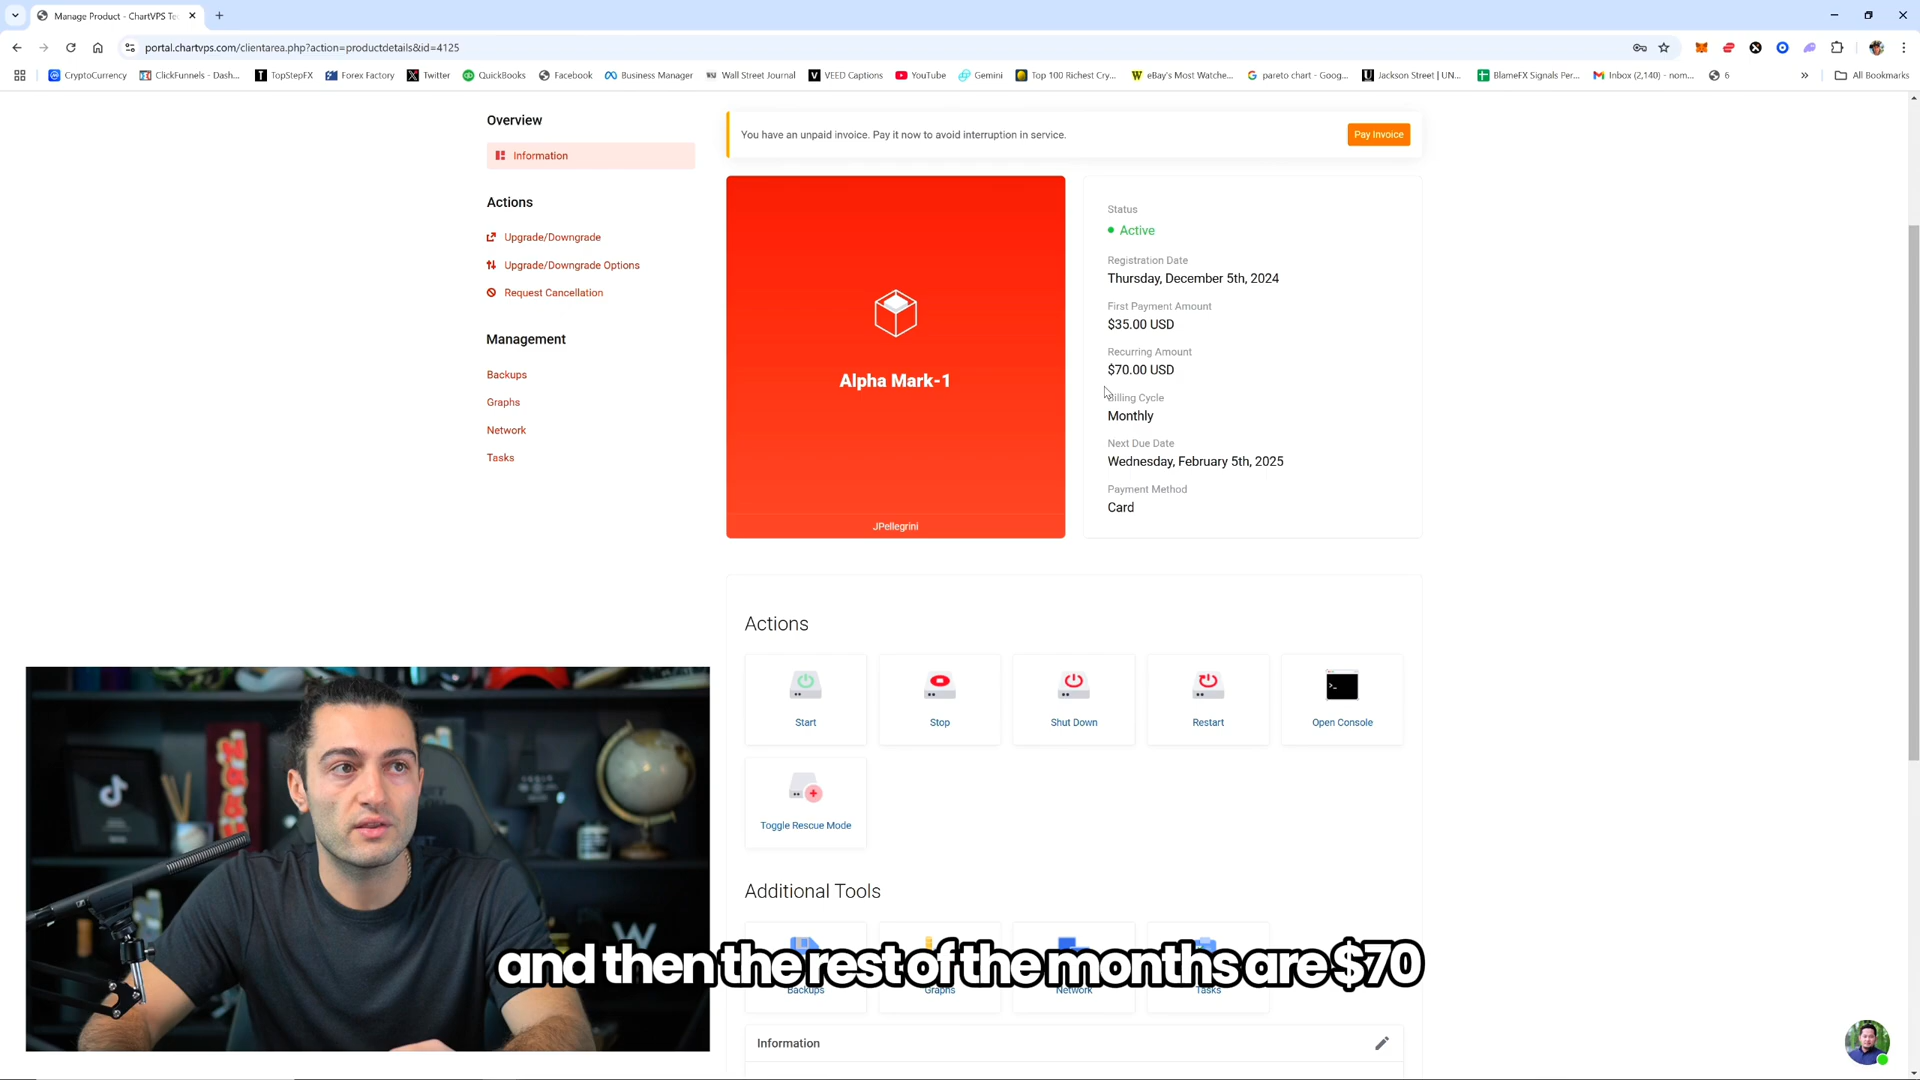 Manage Product - ChartVPS Tec
portal.chartvps.com/clientarea.php?action=productdetails&id=4125
CryptoCurrency
ClickFunnels - Dash...
TopStepFX
Forex Factory
Twitter
QuickBooks
Facebook
Business Manager
Wall Street Journal
VEED Captions
YouTube
Gemini
Top 100 Richest Cry...
eBay's Most Watche...
pareto chart - Goog...
Jackson Street | UN...
BlameFX Signals Per...
Inbox (2,140) - nom...
6
All Bookmarks
Overview
Information
Actions
Upgrade/Downgrade
Upgrade/Downgrade Options
Request Cancellation
Management
Backups
Graphs
Network
Tasks
You have an unpaid invoice. Pay it now to avoid interruption in service.
Pay Invoice
Alpha Mark-1
JPellegrini
Status
Active
Registration Date
Thursday, December 5th, 2024
First Payment Amount
$35.00 USD
Recurring Amount
$70.00 USD
Billing Cycle
Monthly
Next Due Date
Wednesday, February 5th, 2025
Payment Method
Card
Actions
Start
Stop
Shut Down
Restart
Open Console
Toggle Rescue Mode
Additional Tools
and then the rest of the months are $70
Backups
Graphs
Network
Tasks
Information